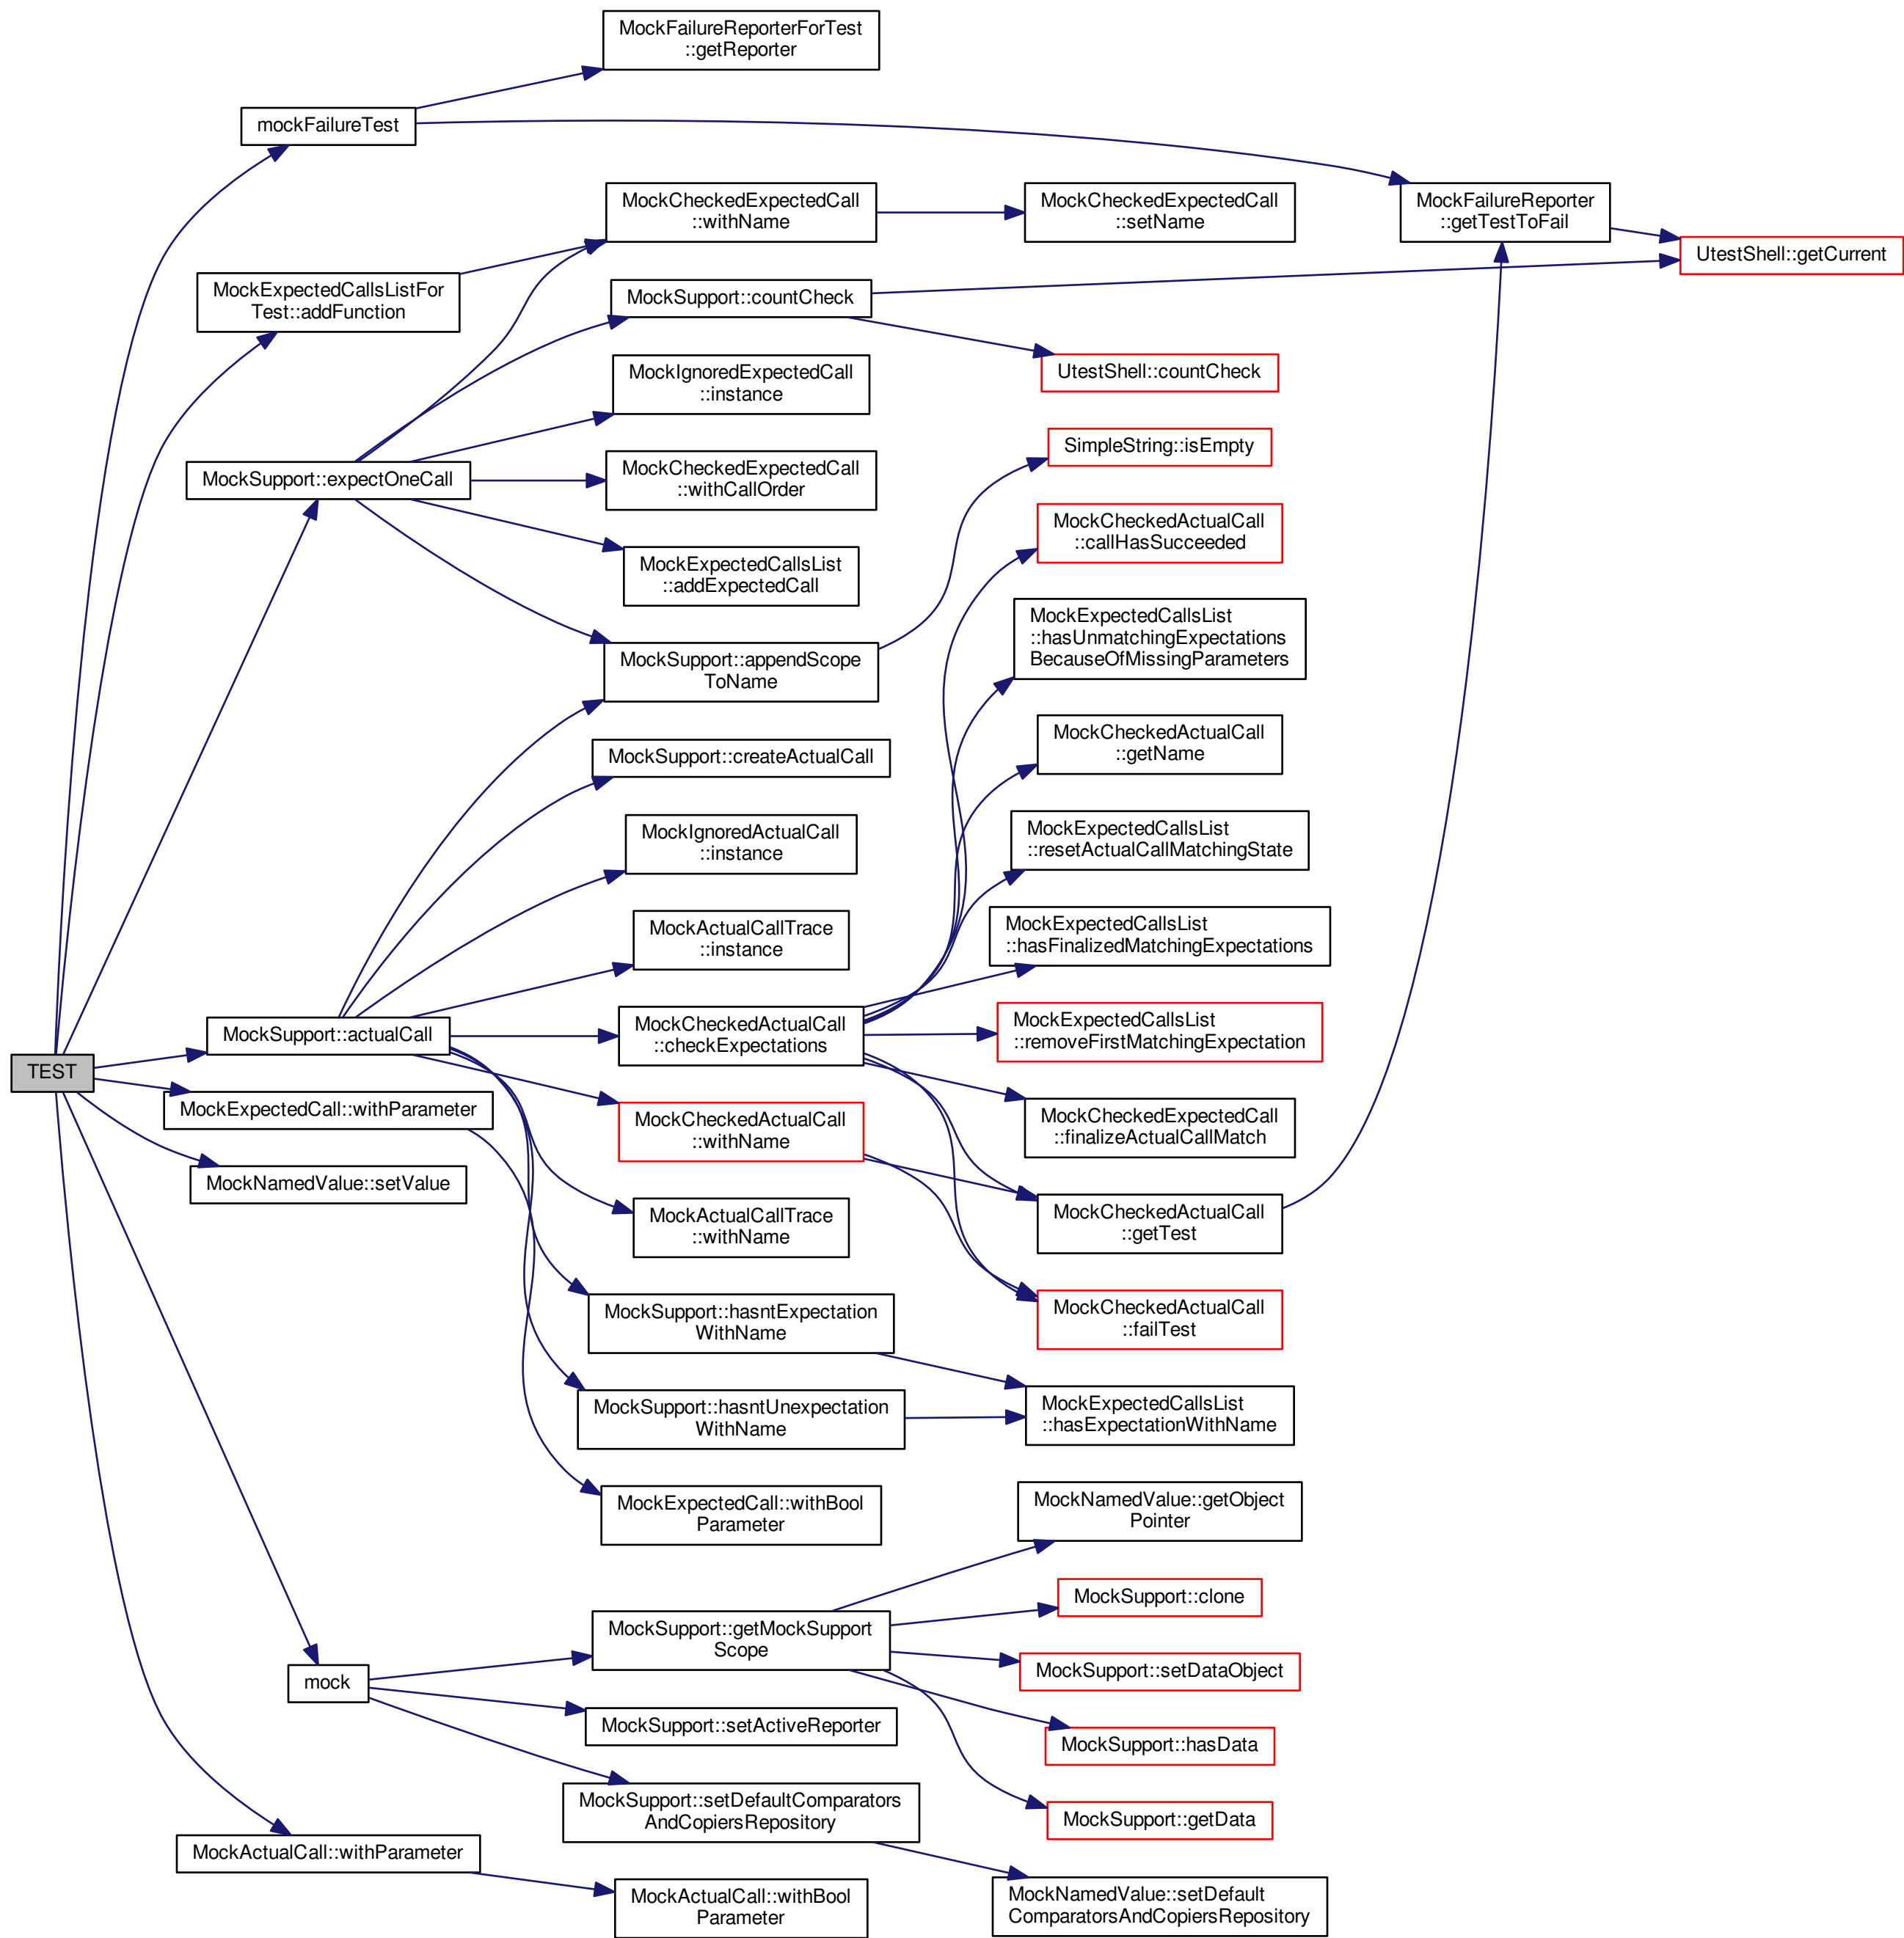 MockFailureReporterForTest
::getReporter
mockFailureTest
MockCheckedExpectedCall
::withName
MockCheckedExpectedCall
::setName
MockFailureReporter
::getTestToFail
UtestShell::getCurrent
MockExpectedCallsListFor
Test::addFunction
MockSupport::countCheck
UtestShell::countCheck
MockIgnoredExpectedCall
::instance
SimpleString::isEmpty
MockSupport::expectOneCall
MockCheckedExpectedCall
::withCallOrder
MockCheckedActualCall
::callHasSucceeded
MockExpectedCallsList
::addExpectedCall
MockExpectedCallsList
::hasUnmatchingExpectations
BecauseOfMissingParameters
MockSupport::appendScope
ToName
MockSupport::createActualCall
MockCheckedActualCall
::getName
MockIgnoredActualCall
::instance
MockExpectedCallsList
::resetActualCallMatchingState
MockActualCallTrace
::instance
MockExpectedCallsList
::hasFinalizedMatchingExpectations
MockSupport::actualCall
MockCheckedActualCall
::checkExpectations
MockExpectedCallsList
::removeFirstMatchingExpectation
TEST
MockExpectedCall::withParameter
MockCheckedActualCall
::withName
MockCheckedExpectedCall
::finalizeActualCallMatch
MockNamedValue::setValue
MockActualCallTrace
::withName
MockCheckedActualCall
::getTest
MockSupport::hasntExpectation
WithName
MockCheckedActualCall
::failTest
MockSupport::hasntUnexpectation
WithName
MockExpectedCallsList
::hasExpectationWithName
MockExpectedCall::withBool
Parameter
MockNamedValue::getObject
Pointer
MockSupport::clone
MockSupport::getMockSupport
Scope
MockSupport::setDataObject
mock
MockSupport::setActiveReporter
MockSupport::hasData
MockSupport::setDefaultComparators
AndCopiersRepository
MockSupport::getData
MockActualCall::withParameter
MockActualCall::withBool
Parameter
MockNamedValue::setDefault
ComparatorsAndCopiersRepository